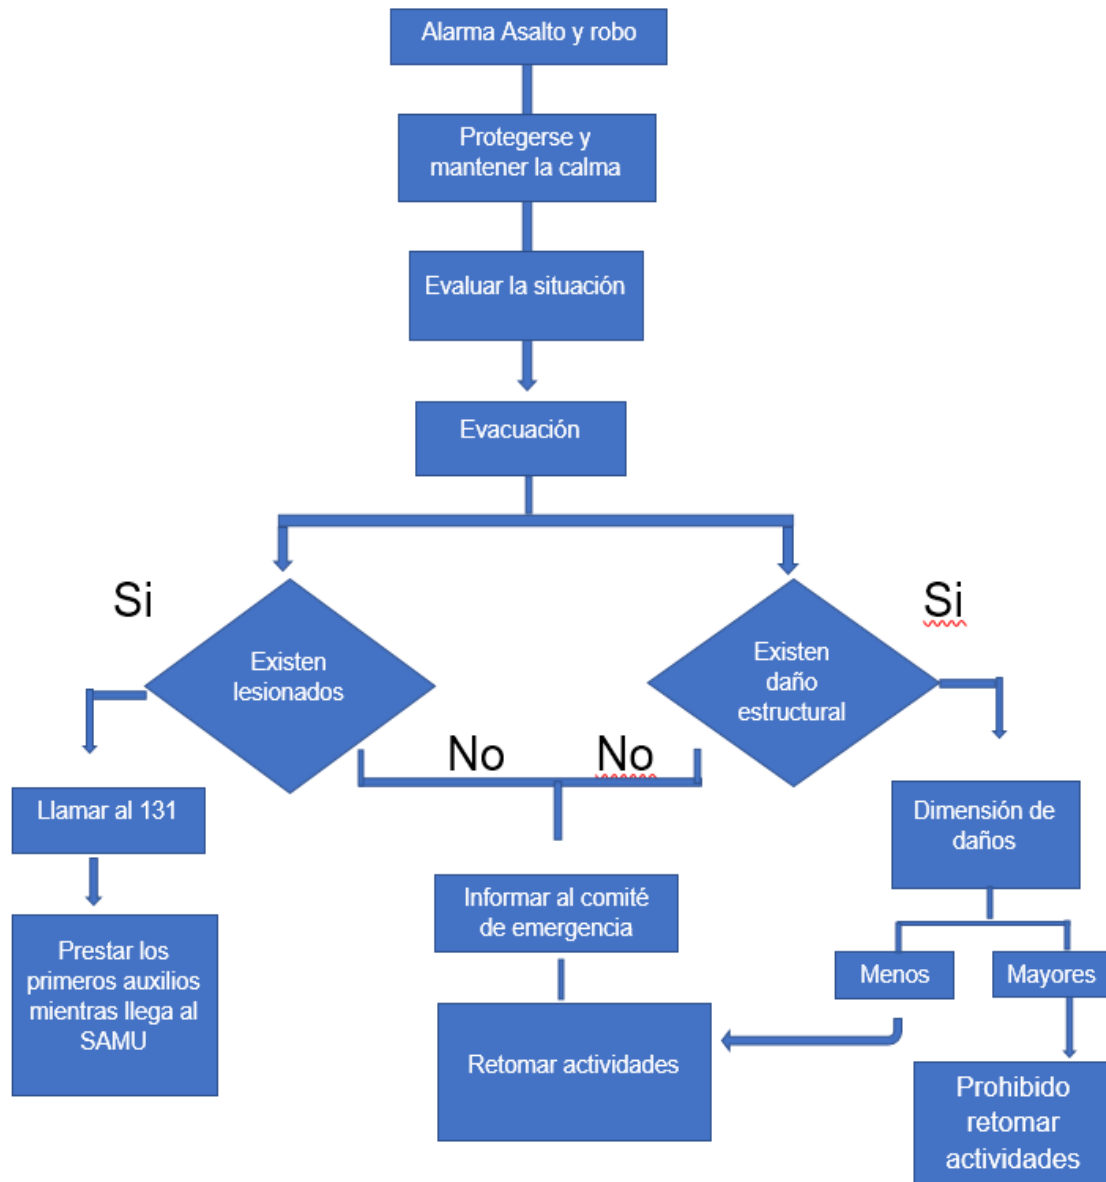 Alarma Asalto y robo
Protegerse y
mantener la calma
Evaluar la situación
Evacuación
Si
Si
Existen
lesionados
Existen
daño
estructural
No
No
Llamar al 131
Dimensión de
daños
Informar al comité
de emergencia
Prestar los
primeros auxilios
mientras llega al
SAMU
Menos
Mayores
Retomar actividades
Prohibido
retomar
actividades